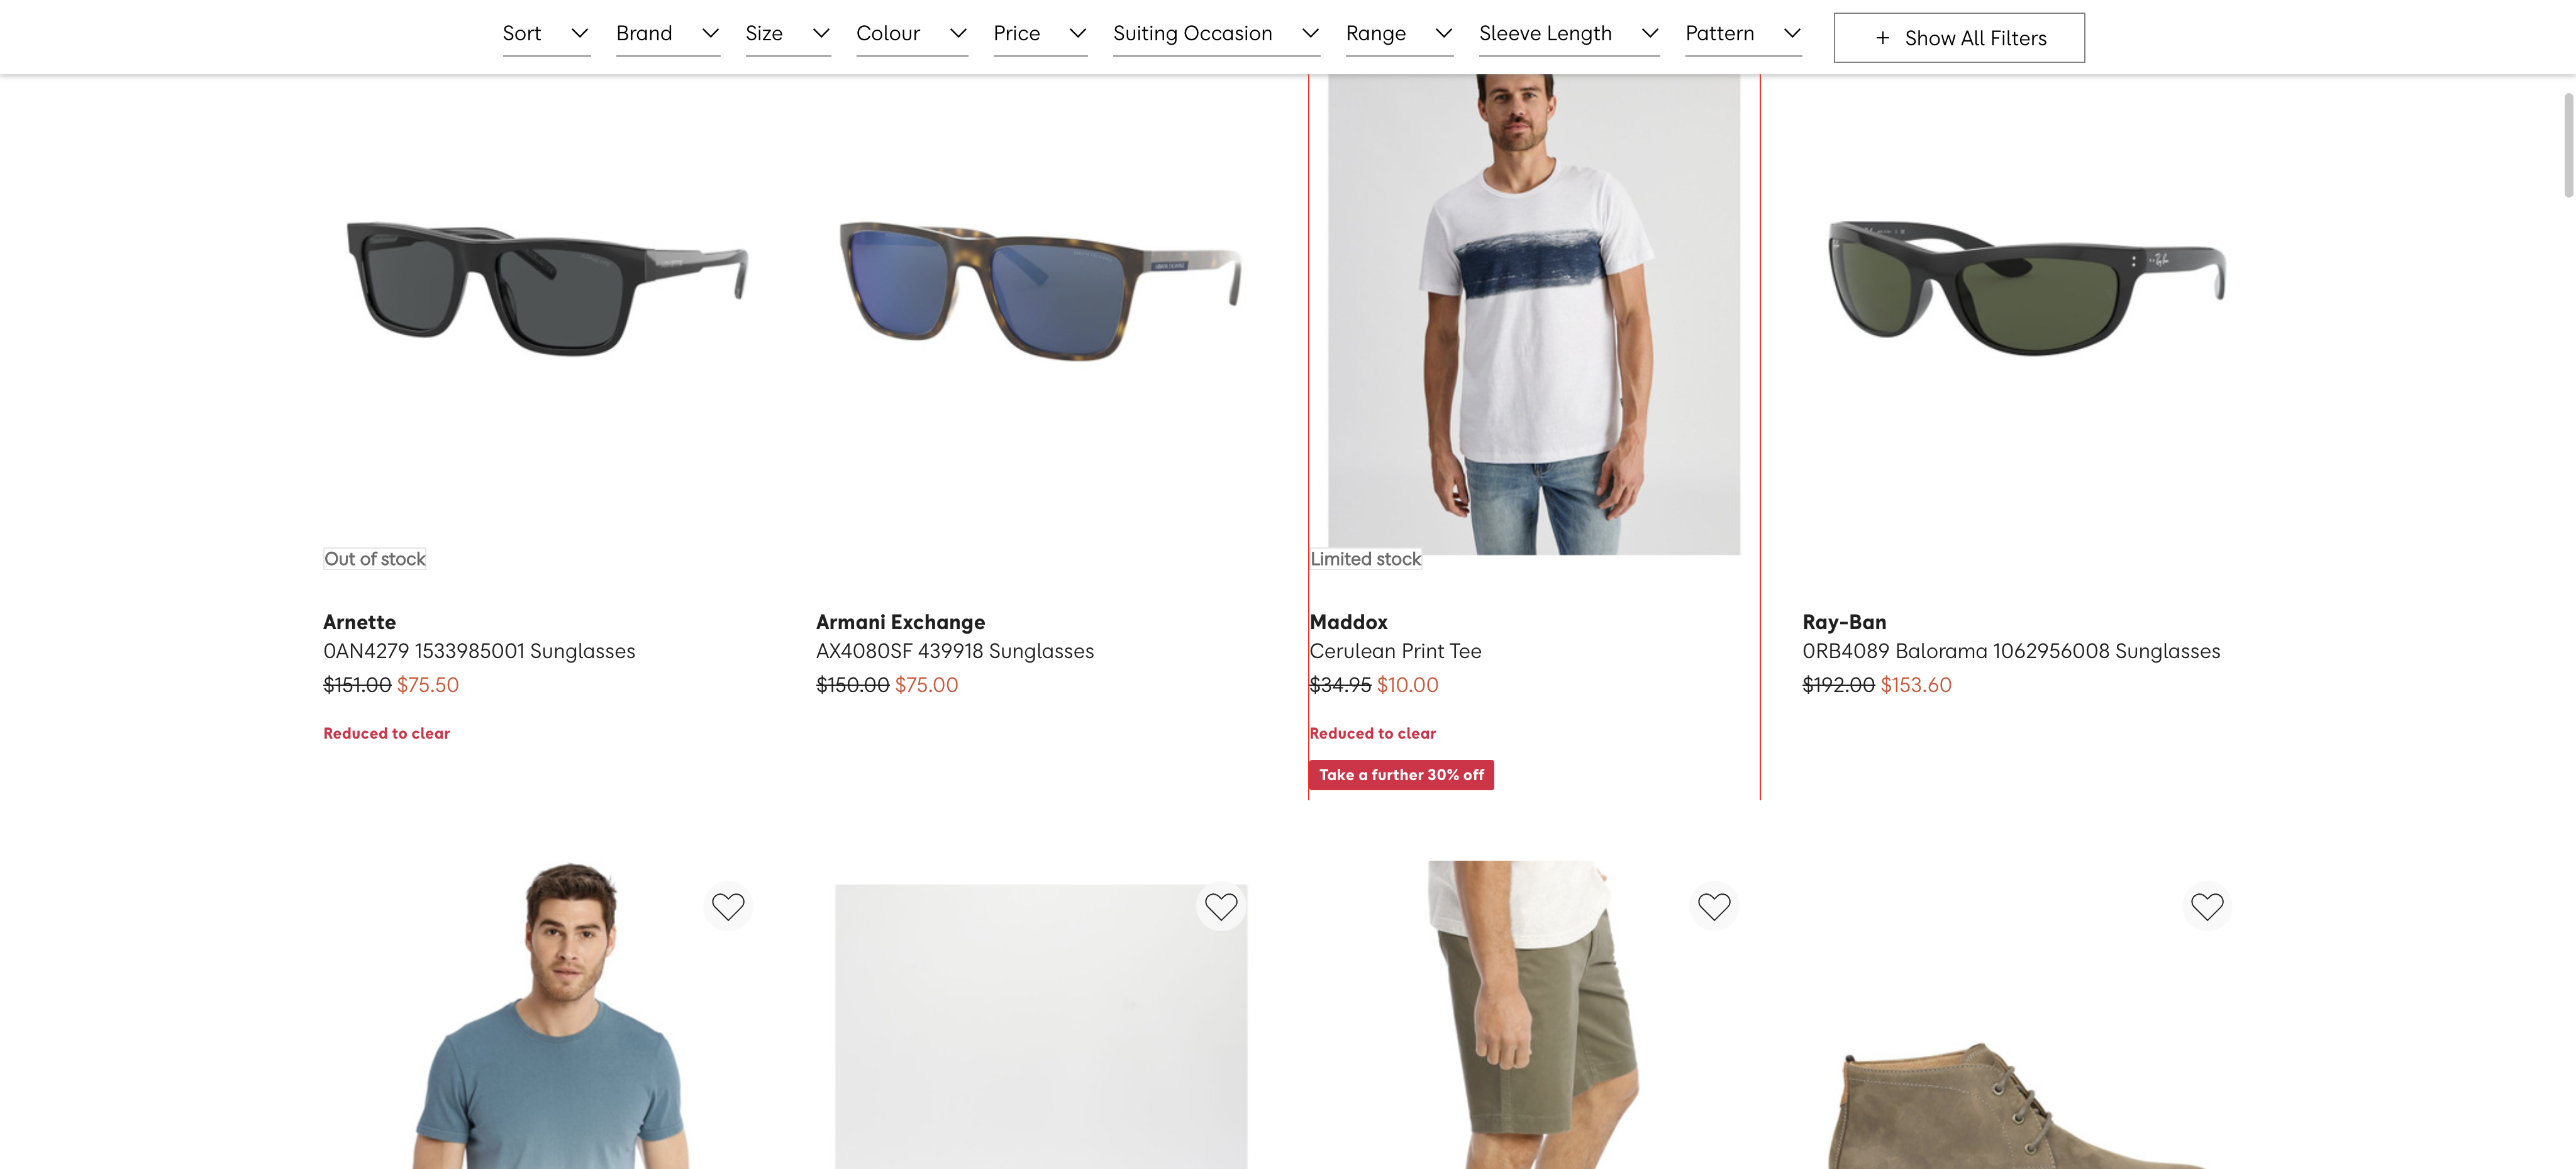 Sort
Brand
Size
Colour
Price
Suiting Occasion
Range
Sleeve Length
Pattern
+ Show All Filters
Out of stock
Limited stock
Arnette
0AN4279 1533985001 Sunglasses
$151.00 $75.50
Reduced to clear
Armani Exchange
AX4080SF 439918 Sunglasses
$150.00 $75.00
Maddox
Cerulean Print Tee
$34.95 $10.00
Reduced to clear
Take a further 30% off
Ray-Ban
0RB4089 Balorama 1062956008 Sunglasses
$192.00 $153.60